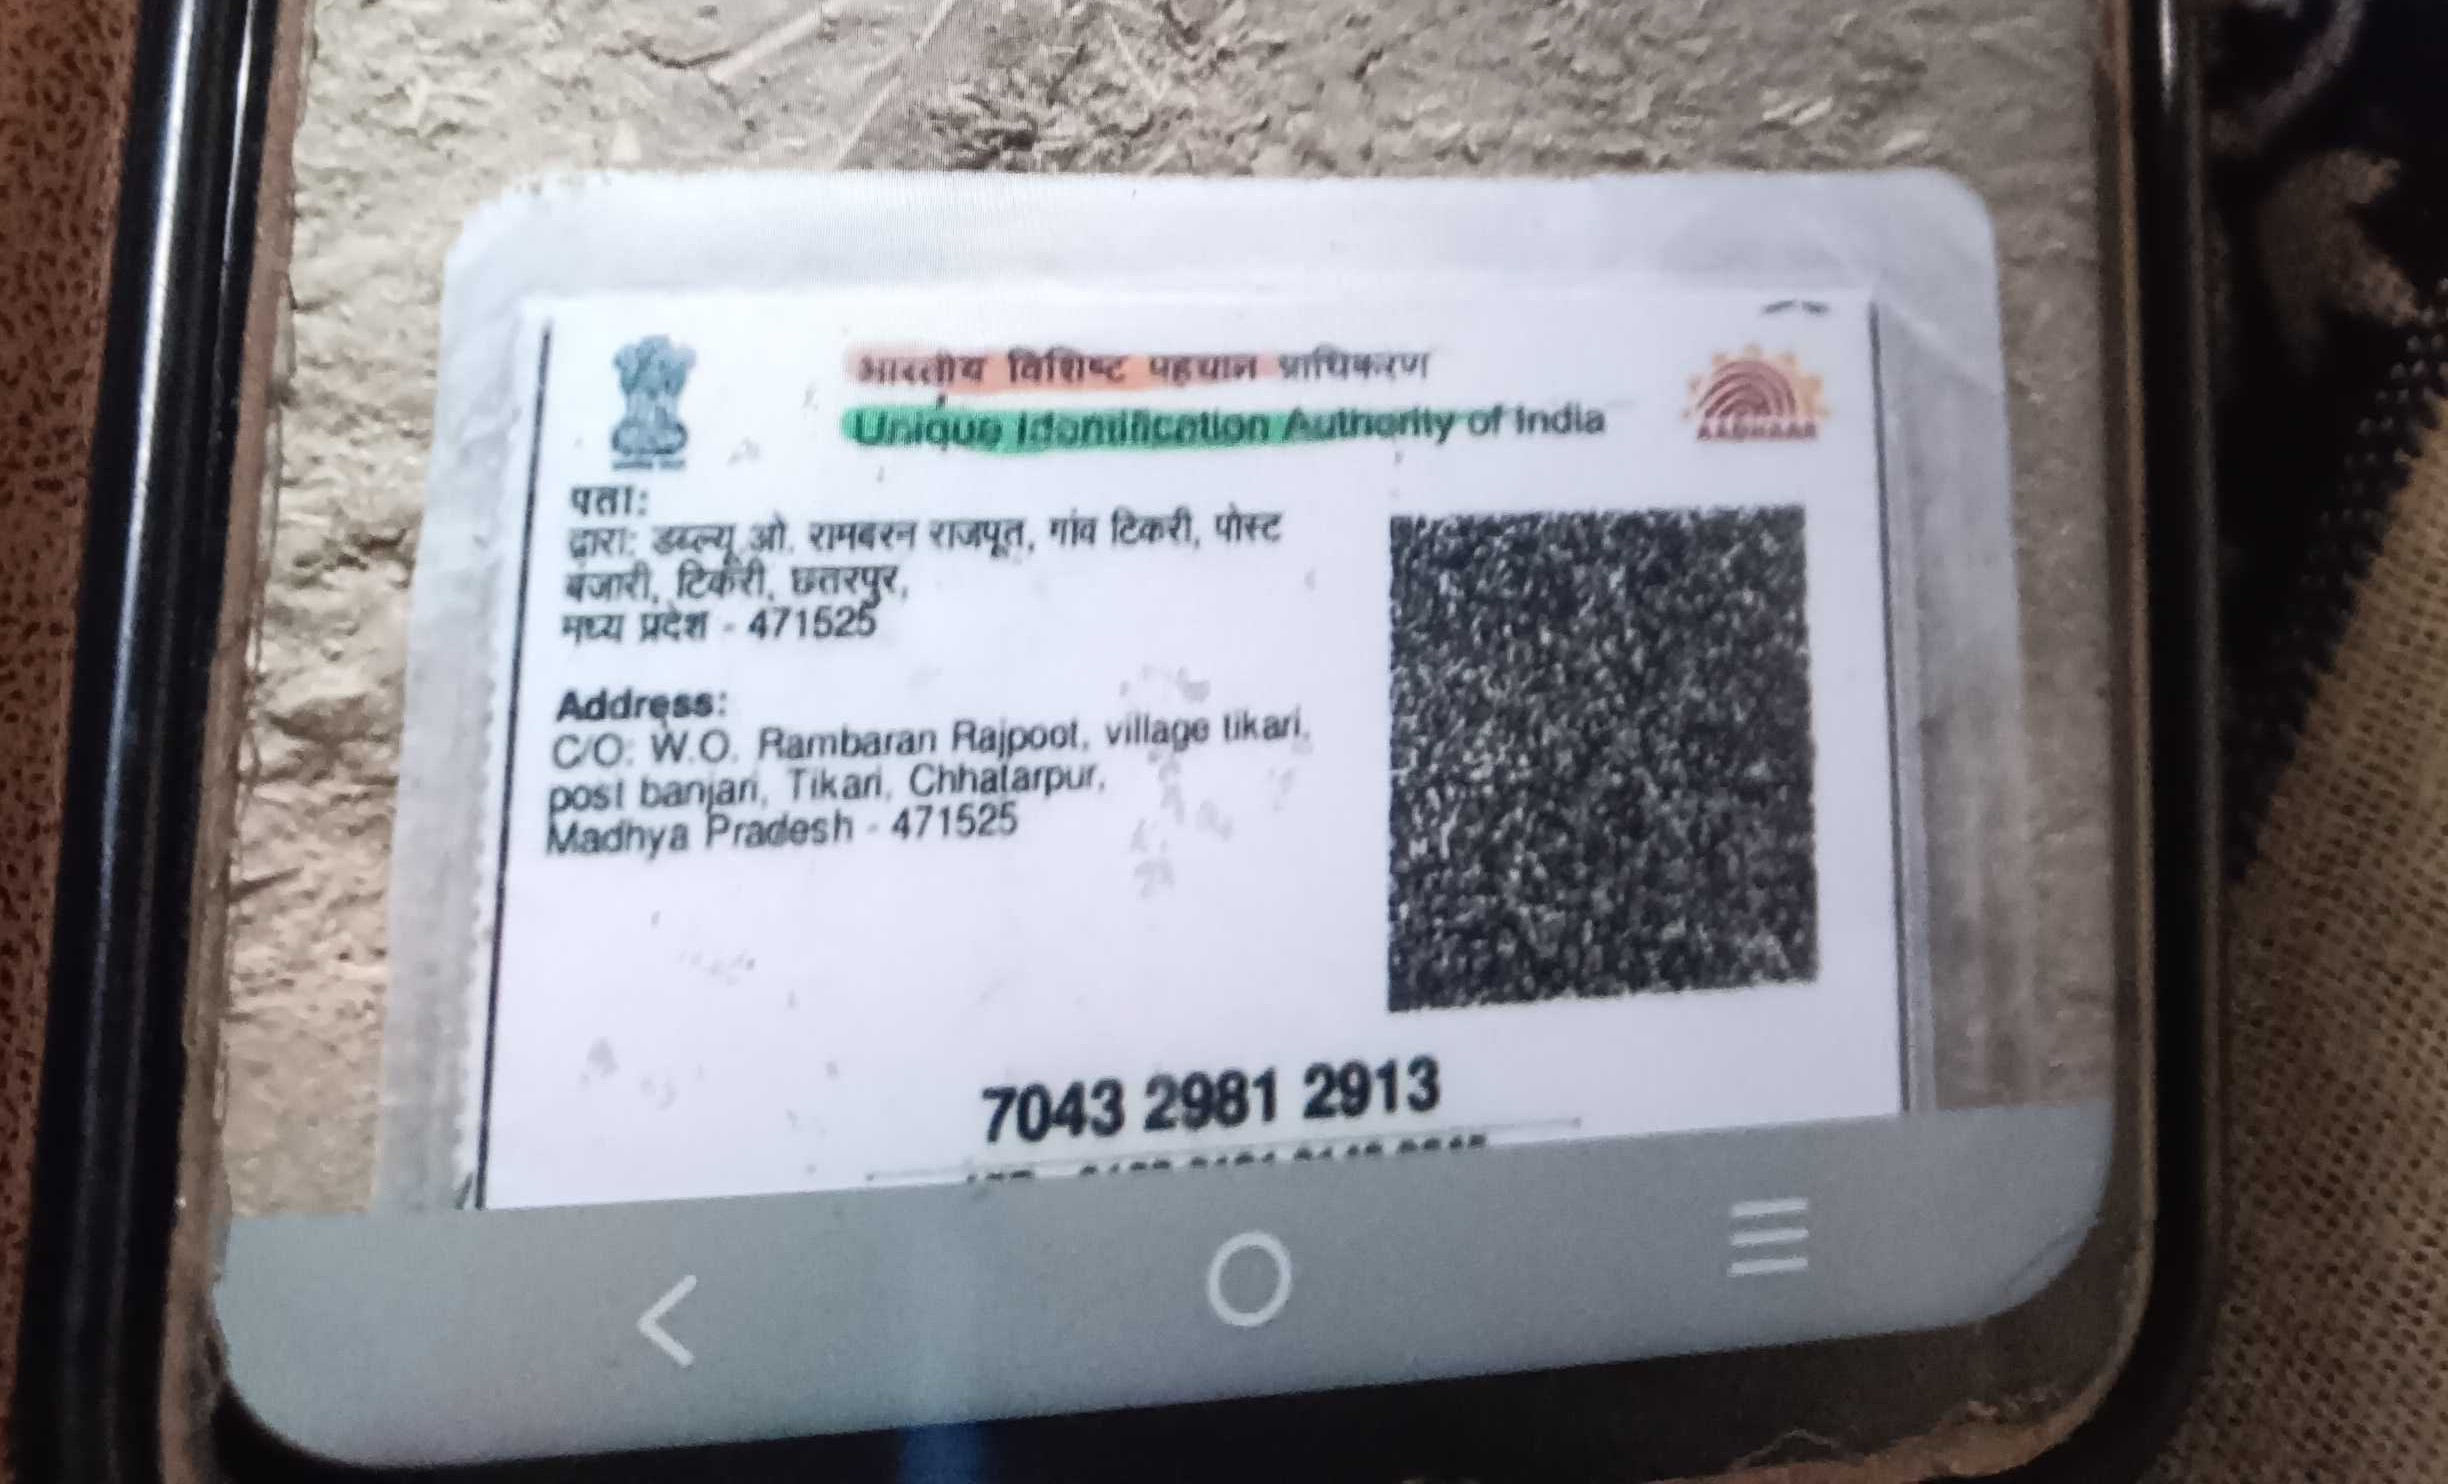 भारतीय विशिष्ट पहचान प्राधिकरण
Unique Identification Authority of India
AADHAAR
पता:
द्वारा: डब्ल्यू.ओ. रामबरन राजपूत, गांव टिकरी, पोस्ट
बंजारी, टिकरी, छतरपुर,
मध्य प्रदेश - 471525
Address:
C/O: W.O. Rambaran Rajpoot, village tikari,
post banjari, Tikari, Chhatarpur,
Madhya Pradesh - 471525
7043 2981 2913